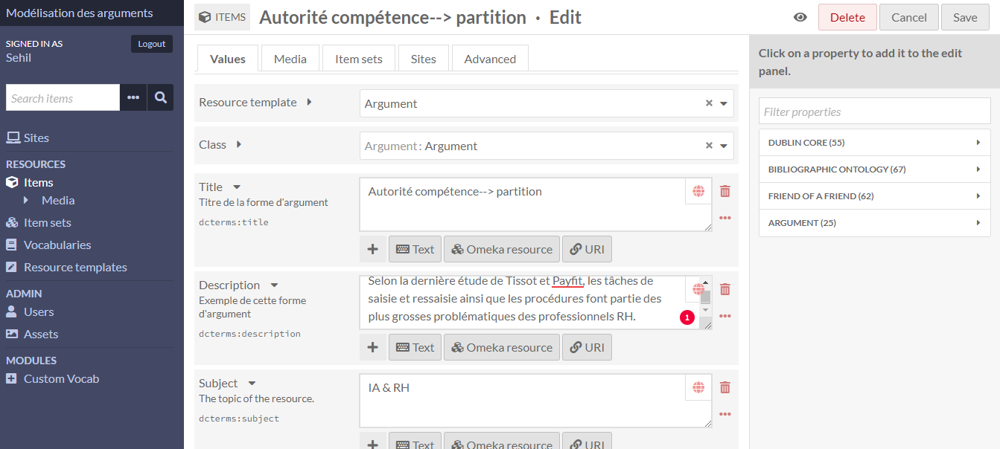 Modélisation des arguments
SIGNED IN AS
Sehil
Logout
Search items
Sites
RESOURCES
Items
Media
Item sets
Vocabularies
Resource templates
ADMIN
Users
Assets
MODULES
Custom Vocab
ITEMS
Autorité compétence--> partition · Edit
Delete
Cancel
Save
Values
Media
Item sets
Sites
Advanced
Resource template
Argument
Class
Argument : Argument
Title
Titre de la forme d'argument
dcterms:title
Autorité compétence--> partition
Text
Omeka resource
URI
Description
Exemple de cette forme
d'argument
dcterms:description
Selon la dernière étude de Tissot et Payfit, les tâches de
saisie et ressaisie ainsi que les procédures font partie des
plus grosses problématiques des professionnels RH.
1
Text
Omeka resource
URI
Subject
The topic of the resource.
dcterms:subject
IA & RH
Text
Omeka resource
URI
Click on a property to add it to the edit
panel.
Filter properties
DUBLIN CORE (55)
BIBLIOGRAPHIC ONTOLOGY (67)
FRIEND OF A FRIEND (62)
ARGUMENT (25)